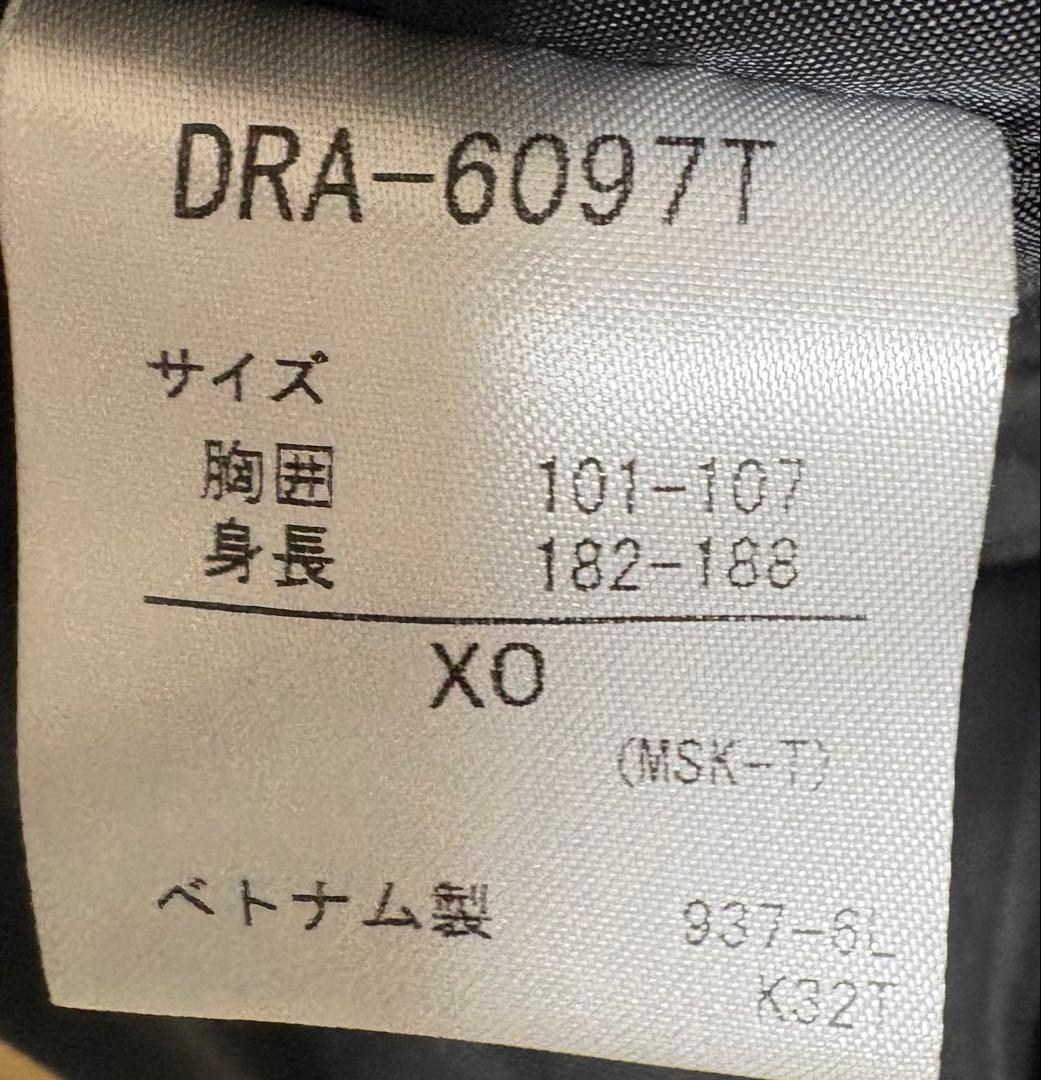 DRA-6097T
サイズ
胸囲 101-107
身長 182-188
XO
(MSK-T)
ベトナム製 937-6L
K32T